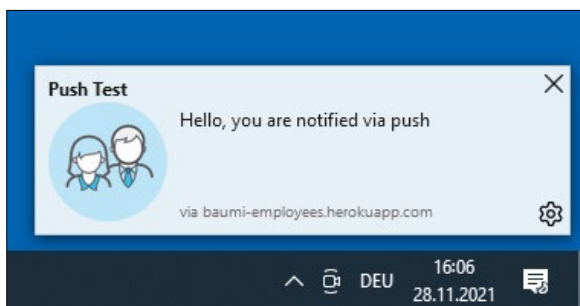 Push Test
Hello, you are notified via push
via baumi-employees.herokuapp.com
DEU
16:06
28.11.2021